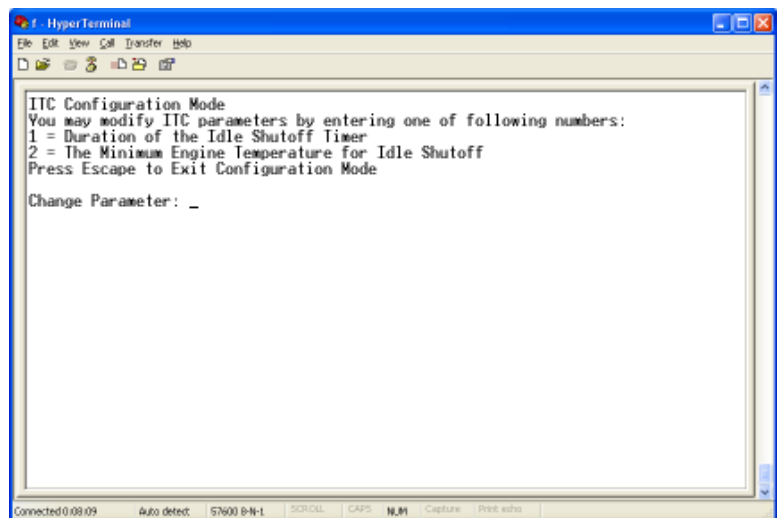 f - HyperTerminal
File Edit View Call Transfer Help
ITC Configuration Mode
You may modify ITC parameters by entering one of following numbers:
1 = Duration of the Idle Shutoff Timer
2 = The Minimum Engine Temperature for Idle Shutoff
Press Escape to Exit Configuration Mode
Change Parameter: _
Connected 0:08:09 Auto detect 57600 8-N-1 SCROLL CAPS NUM Capture Print echo